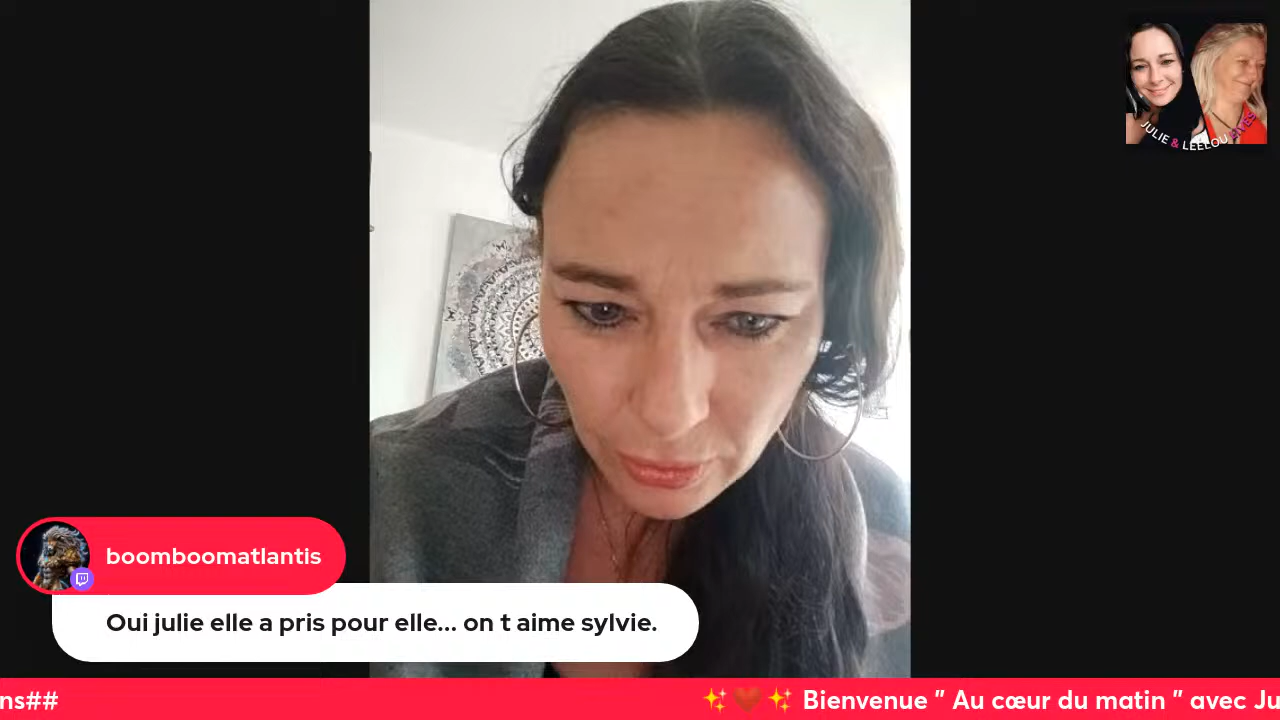 JULIE & LEELOU LIVES
boomboomatlantis
Oui julie elle a pris pour elle... on t aime sylvie.
ns##
✨🤎✨ Bienvenue " Au cœur du matin " avec Ju